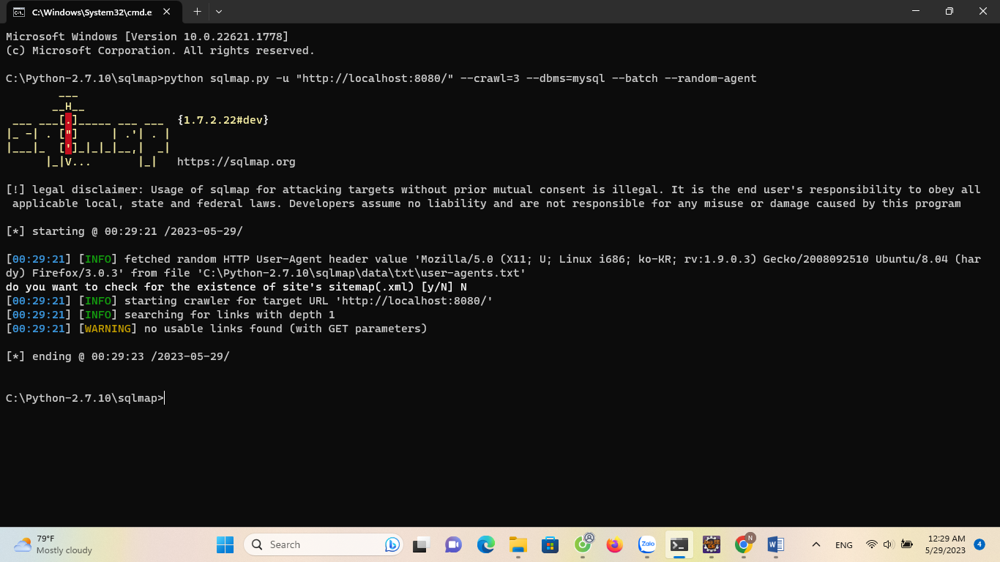 C:\Windows\System32\cmd.e
Microsoft Windows [Version 10.0.22621.1778]
(c) Microsoft Corporation. All rights reserved.
C:\Python-2.7.10\sqlmap>python sqlmap.py -u "http://localhost:8080/" --crawl=3 --dbms=mysql --batch --random-agent
        ___
       __H__
 ___ ___[.]_____ ___ ___  {1.7.2.22#dev}
|_ -| . ["]     | .'| . |
|___|_  [']_|_|_|__,|  _|
      |_|V...       |_|   https://sqlmap.org
[!] legal disclaimer: Usage of sqlmap for attacking targets without prior mutual consent is illegal. It is the end user's responsibility to obey all
 applicable local, state and federal laws. Developers assume no liability and are not responsible for any misuse or damage caused by this program
[*] starting @ 00:29:21 /2023-05-29/
[00:29:21] [INFO] fetched random HTTP User-Agent header value 'Mozilla/5.0 (X11; U; Linux i686; ko-KR; rv:1.9.0.3) Gecko/2008092510 Ubuntu/8.04 (har
dy) Firefox/3.0.3' from file 'C:\Python-2.7.10\sqlmap\data\txt\user-agents.txt'
do you want to check for the existence of site's sitemap(.xml) [y/N] N
[00:29:21] [INFO] starting crawler for target URL 'http://localhost:8080/'
[00:29:21] [INFO] searching for links with depth 1
[00:29:21] [WARNING] no usable links found (with GET parameters)
[*] ending @ 00:29:23 /2023-05-29/
C:\Python-2.7.10\sqlmap>
79°F
Mostly cloudy
Search
Zalo
Java EE
IDE
N
ENG
12:29 AM
5/29/2023
4